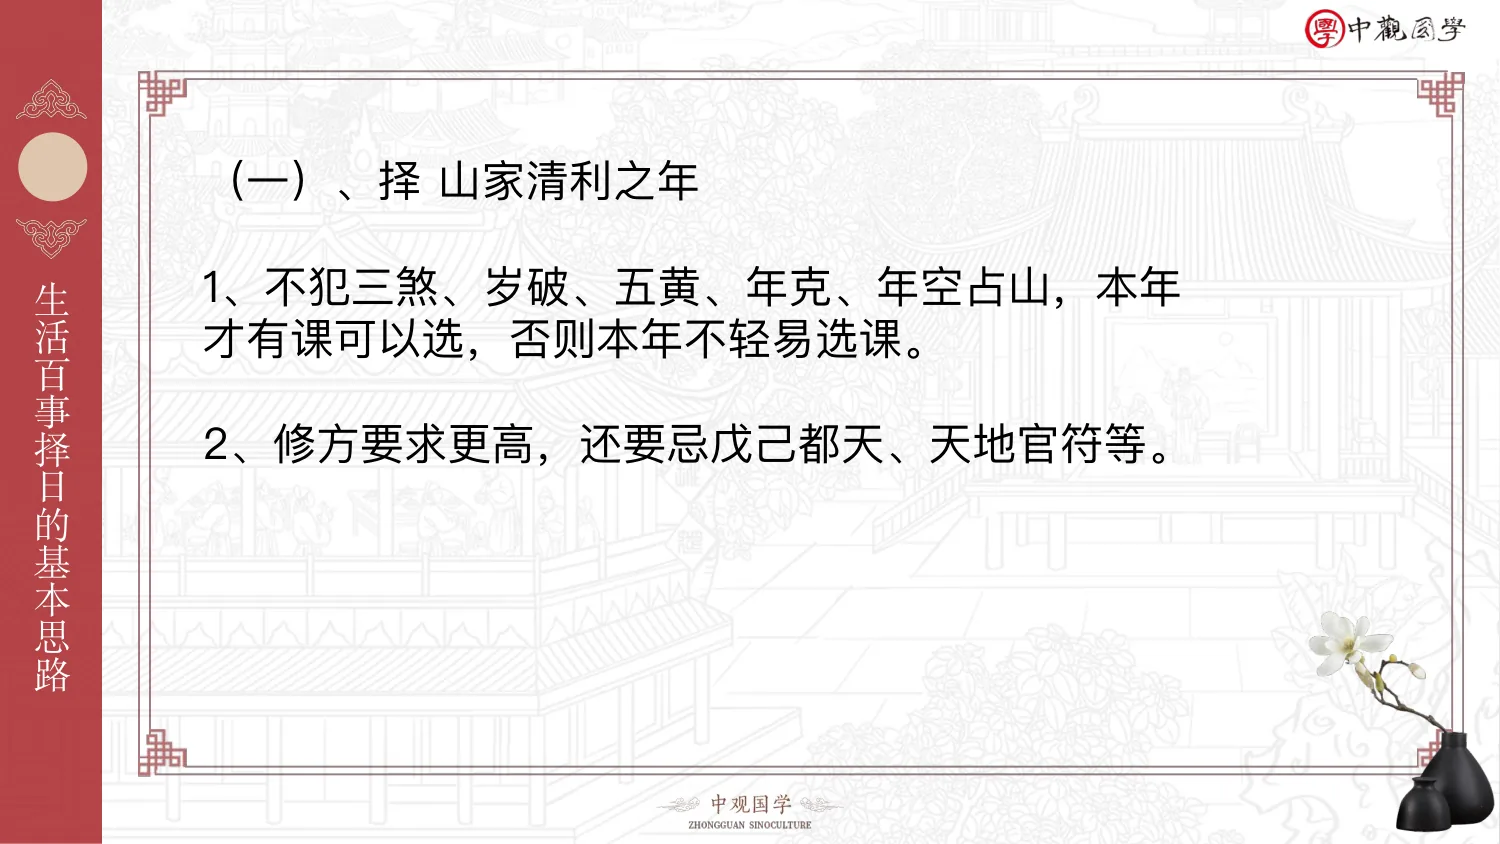 學中觀国學
生活百事择日的基本思路
（一）、择 山家清利之年
1、不犯三煞、岁破、五黄、年克、年空占山，本年
才有课可以选，否则本年不轻易选课。
2、修方要求更高，还要忌戊己都天、天地官符等。
中观国学
ZHONGGUAN SINOCULTURE